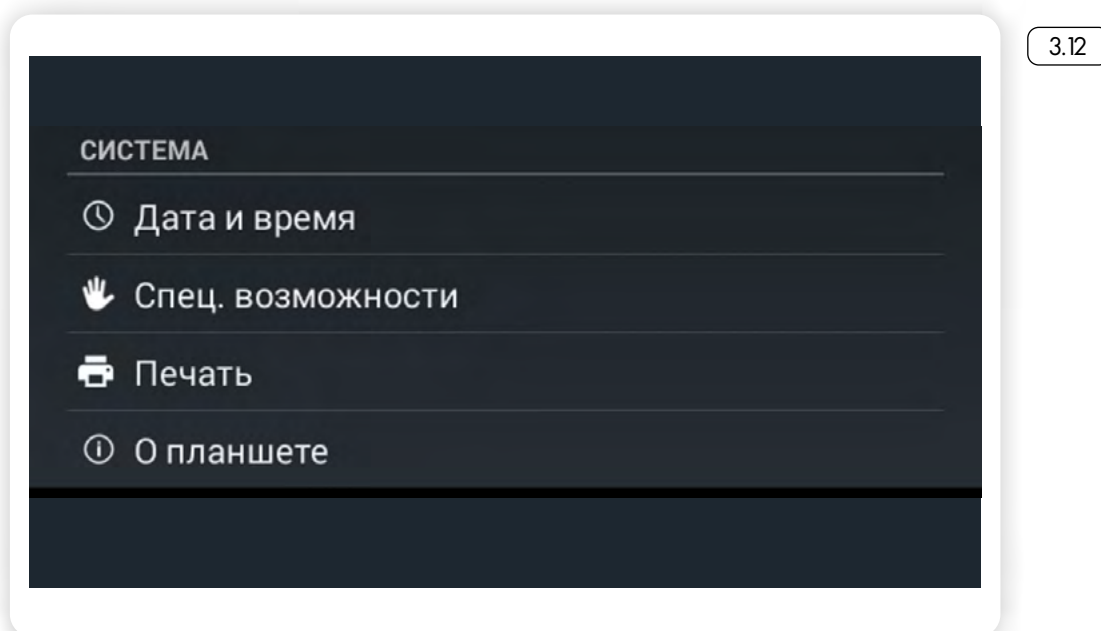 3.12
СИСТЕМА
Дата и время
Спец. возможности
Печать
О планшете